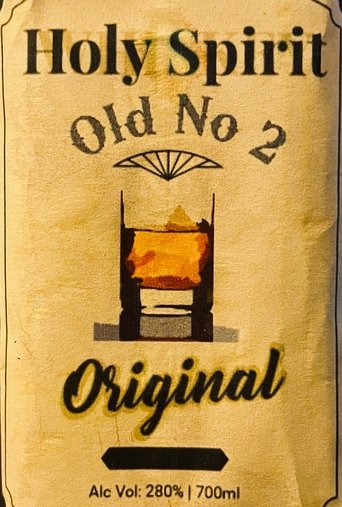 Holy Spirit
Old No 2
Original
Alc Vol: 280% | 700ml